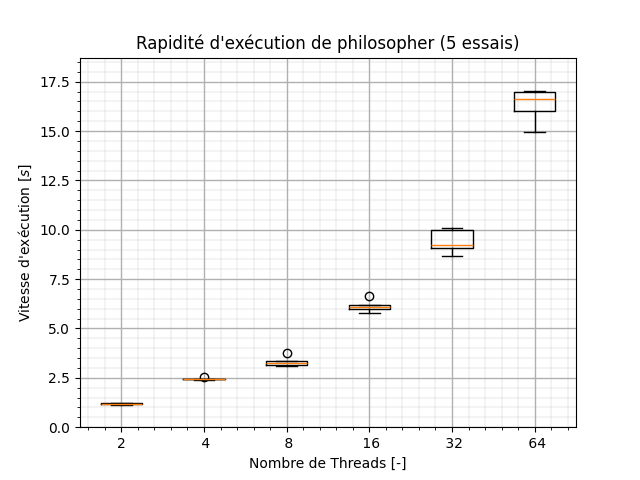 Rapidité d'exécution de philosopher (5 essais)
Vitesse d'exécution [s]
17.5
15.0
12.5
10.0
7.5
5.0
2.5
0.0
2 4 8 16 32 64
Nombre de Threads [-]